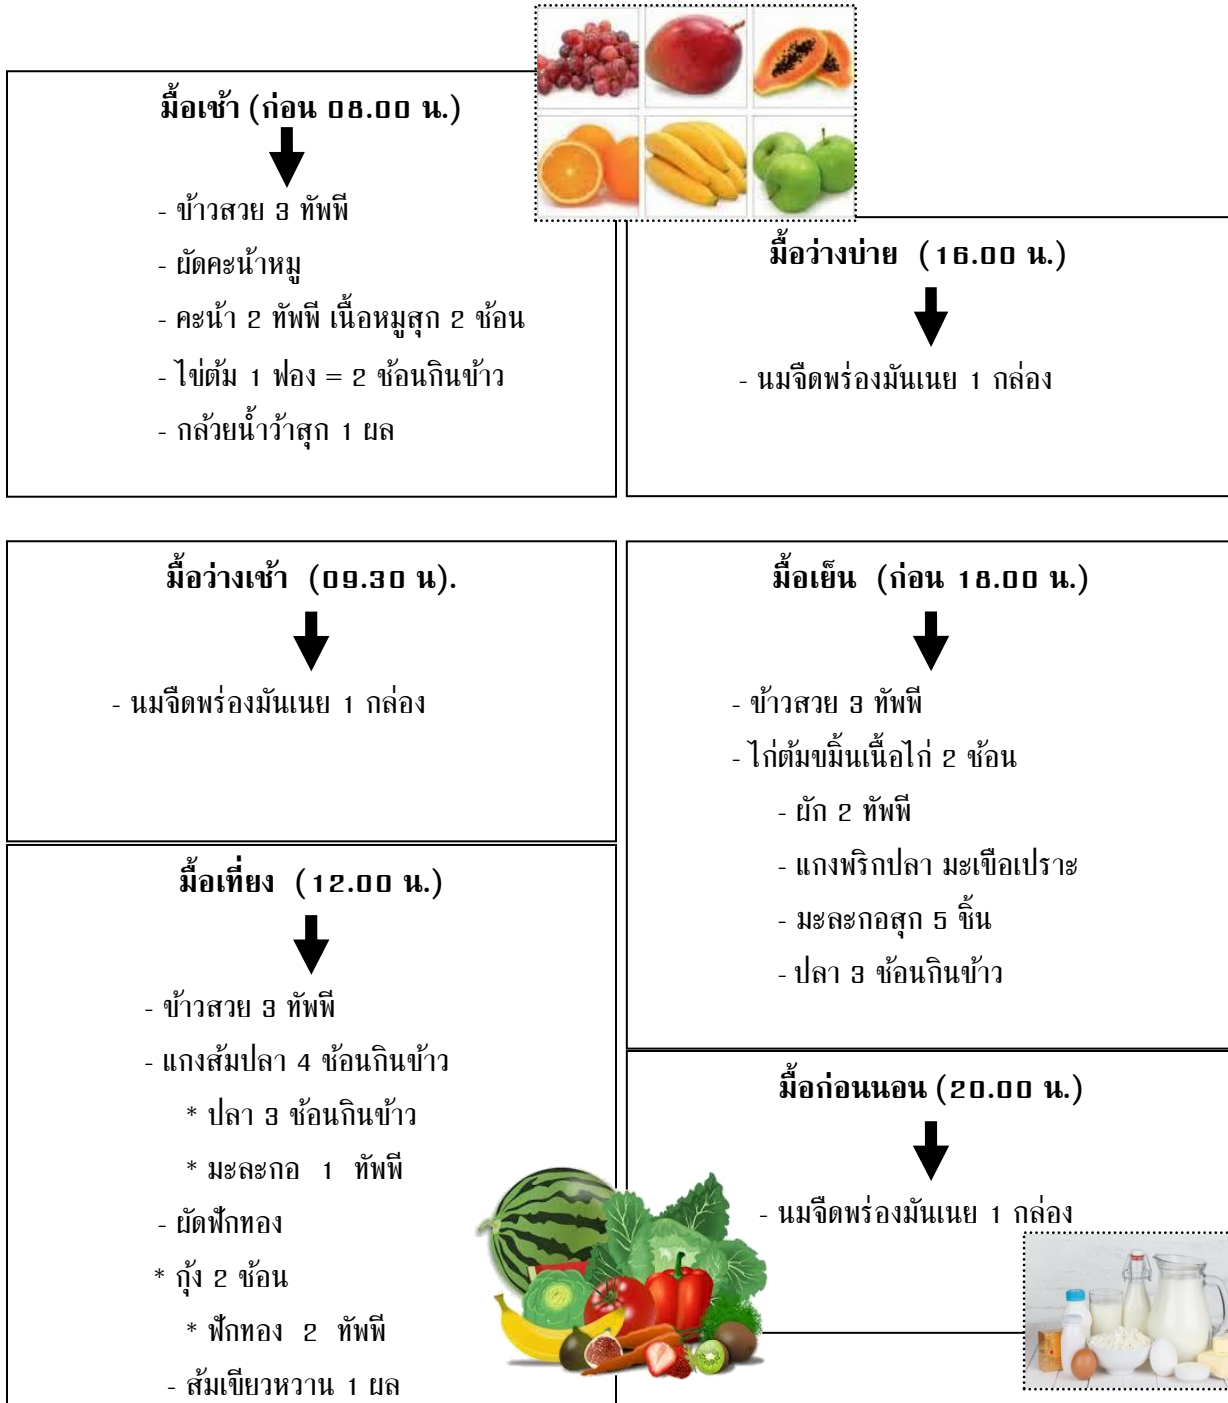 มื้อเช้า (ก่อน 08.00 น.)
- ข้าวสวย 3 ทัพพี
- ผัดคะน้าหมู
- คะน้า 2 ทัพพี เนื้อหมูสุก 2 ช้อน
- ไข่ต้ม 1 ฟอง = 2 ช้อนกินข้าว
- กล้วยน้ำว้าสุก 1 ผล
มื้อว่างเช้า (09.30 น).
- นมจืดพร่องมันเนย 1 กล่อง
มื้อเที่ยง (12.00 น.)
- ข้าวสวย 3 ทัพพี
- แกงส้มปลา 4 ช้อนกินข้าว
* ปลา 3 ช้อนกินข้าว
* มะละกอ 1 ทัพพี
- ผัดฟักทอง
* กุ้ง 2 ช้อน
* ฟักทอง 2 ทัพพี
- ส้มเขียวหวาน 1 ผล
มื้อว่างบ่าย (16.00 น.)
- นมจืดพร่องมันเนย 1 กล่อง
มื้อเย็น (ก่อน 18.00 น.)
- ข้าวสวย 3 ทัพพี
- ไก่ต้มขมิ้นเนื้อไก่ 2 ช้อน
- ผัก 2 ทัพพี
- แกงพริกปลา มะเขือเปราะ
- มะละกอสุก 5 ชิ้น
- ปลา 3 ช้อนกินข้าว
มื้อก่อนนอน (20.00 น.)
- นมจืดพร่องมันเนย 1 กล่อง